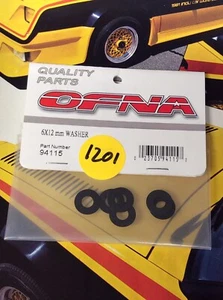 QUALITY
PARTS
OFNA
6X12 mm WASHER
Part Number
94115
1201